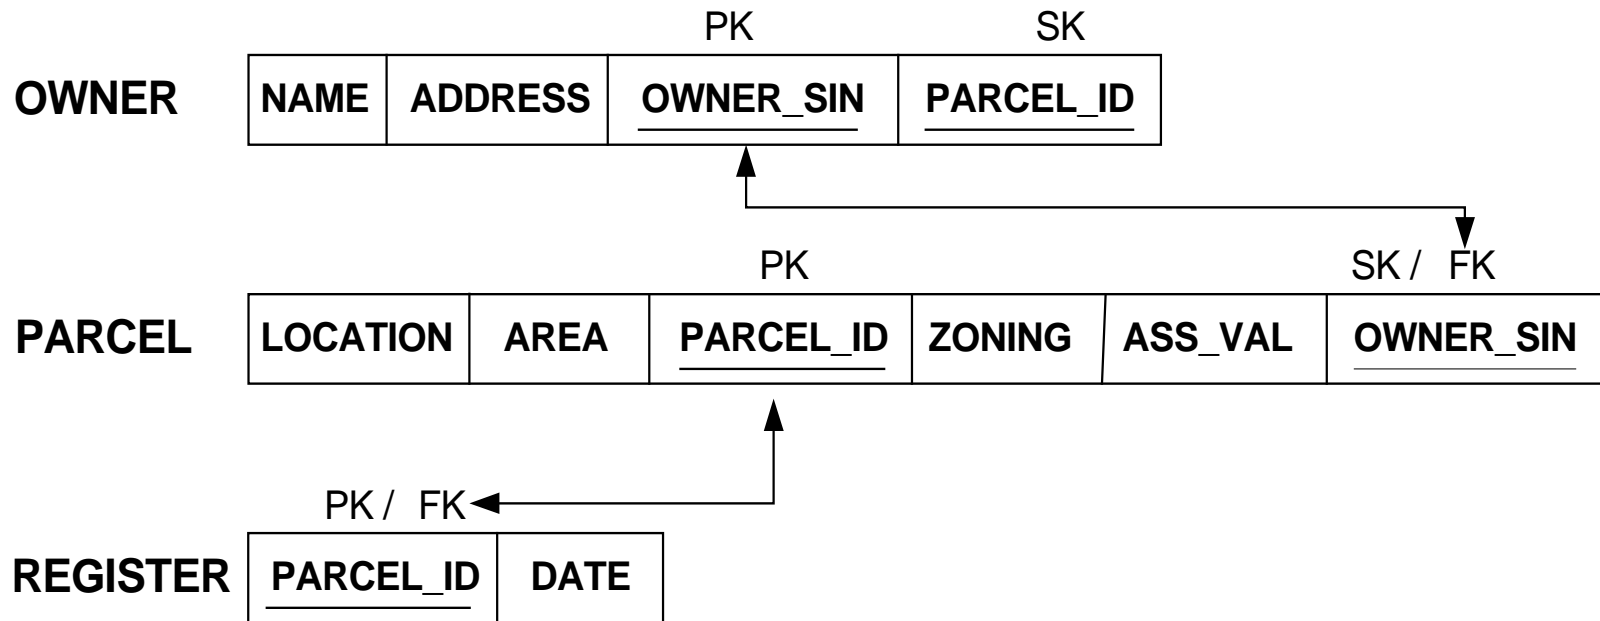 PK SK
OWNER NAME ADDRESS OWNER_SIN PARCEL_ID
PK SK / FK
PARCEL LOCATION AREA PARCEL_ID ZONING ASS_VAL OWNER_SIN
PK / FK
REGISTER PARCEL_ID DATE